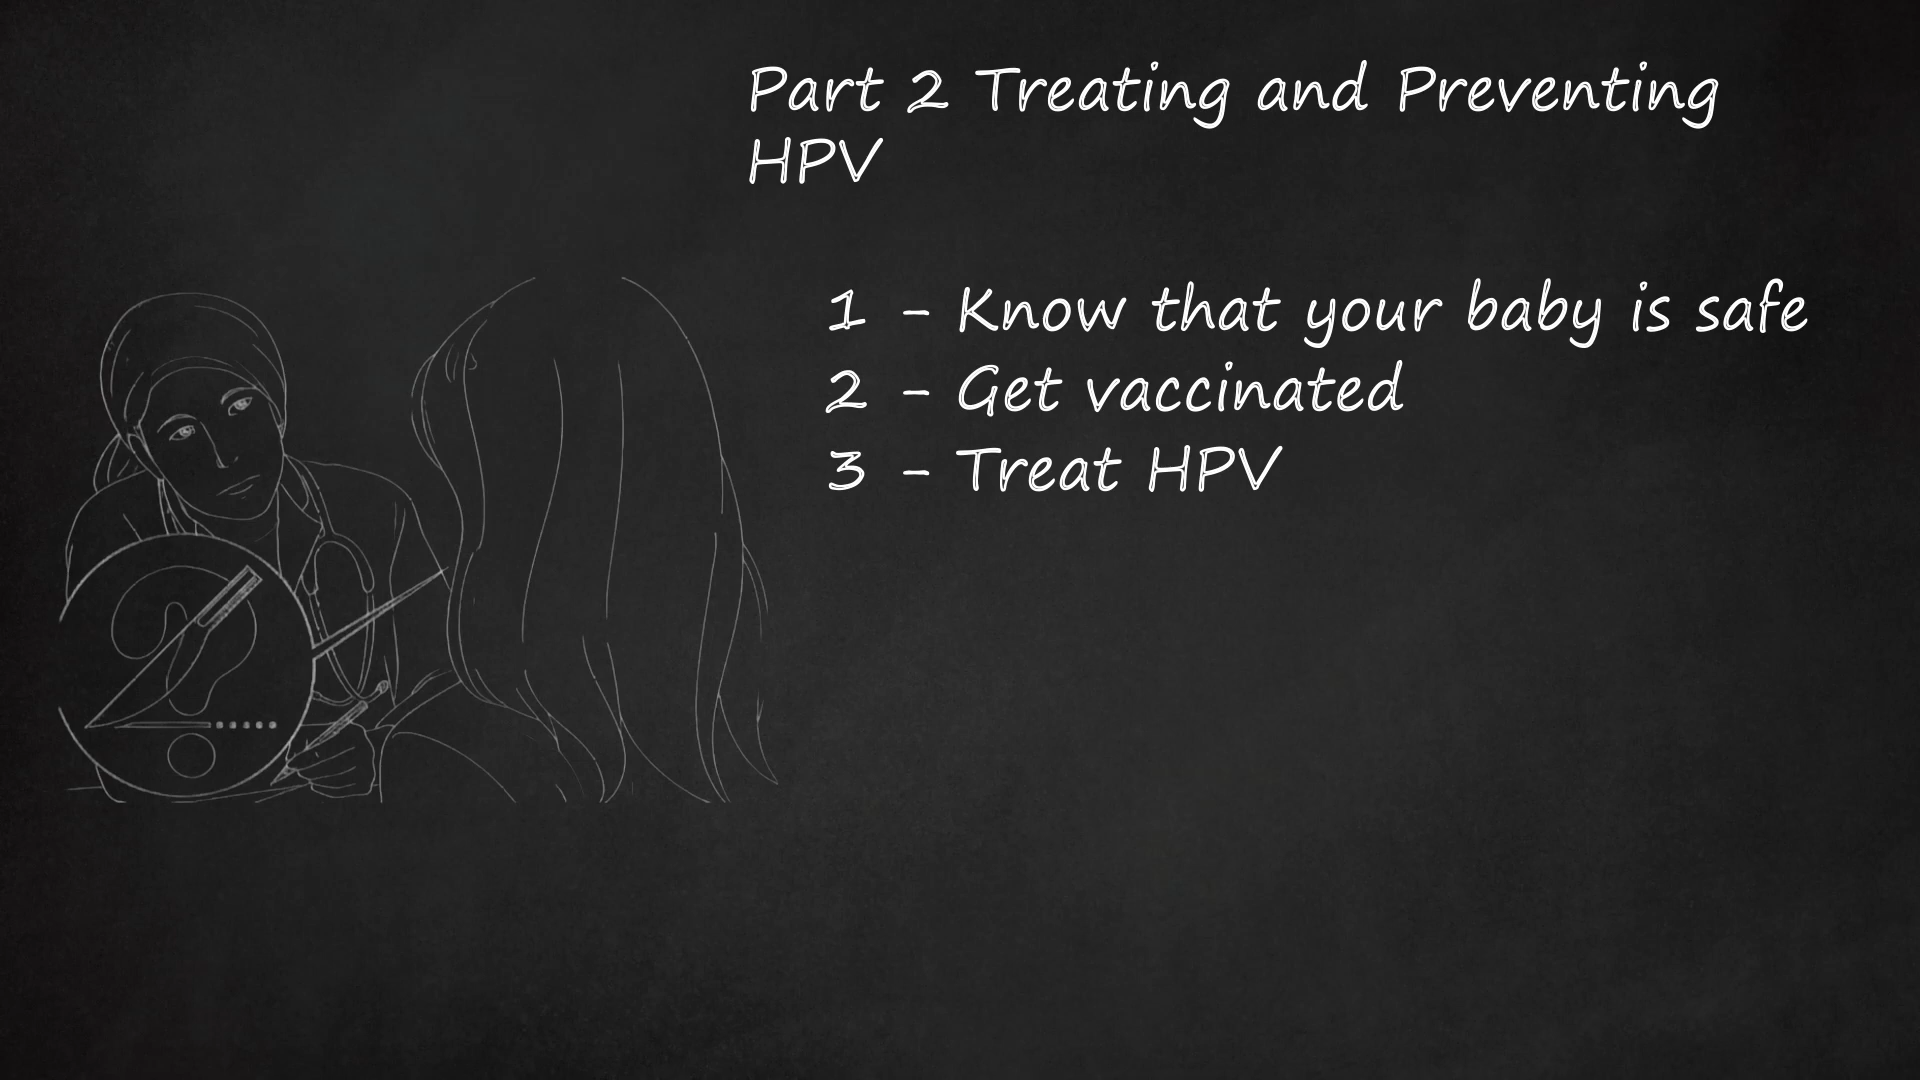 Part 2 Treating and Preventing
HPV
1 - Know that your baby is safe
2 - Get vaccinated
3 - Treat HPV